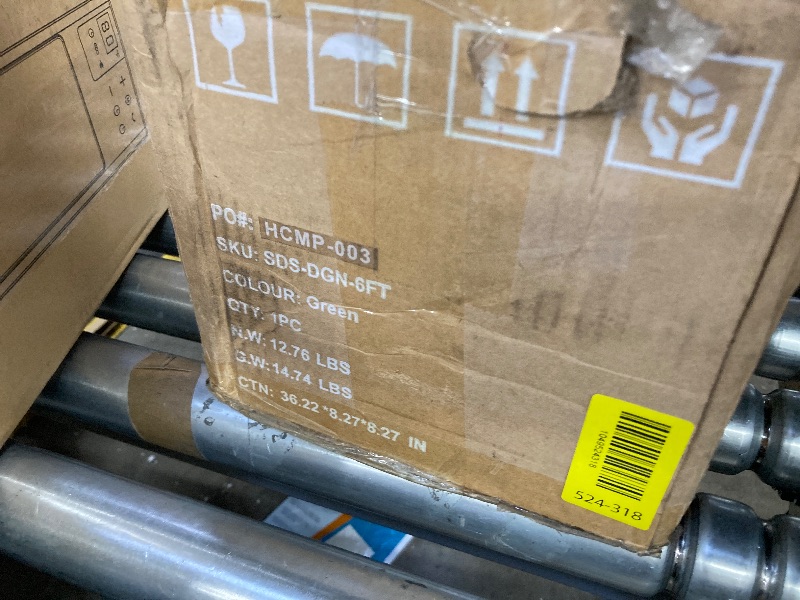 PO#: HCMP-003
SKU: SDS-DGN-6FT
COLOUR: Green
QTY: 1PC
N.W: 12.76 LBS
G.W: 14.74 LBS
CTN: 36.22 *8.27*8.27 IN
1049524318
524-318